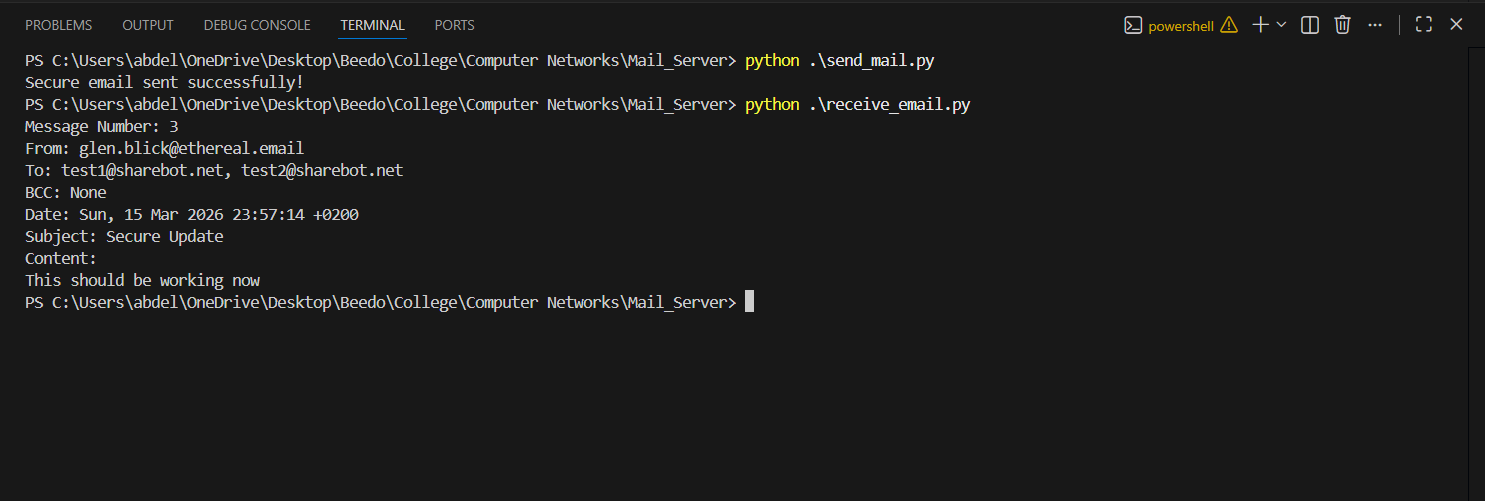 PROBLEMS OUTPUT DEBUG CONSOLE TERMINAL PORTS powershell
PS C:\Users\abdel\OneDrive\Desktop\Beedo\College\Computer Networks\Mail_Server> python .\send_mail.py
Secure email sent successfully!
PS C:\Users\abdel\OneDrive\Desktop\Beedo\College\Computer Networks\Mail_Server> python .\receive_email.py
Message Number: 3
From: glen.blick@ethereal.email
To: test1@sharebot.net, test2@sharebot.net
BCC: None
Date: Sun, 15 Mar 2026 23:57:14 +0200
Subject: Secure Update
Content:
This should be working now
PS C:\Users\abdel\OneDrive\Desktop\Beedo\College\Computer Networks\Mail_Server>